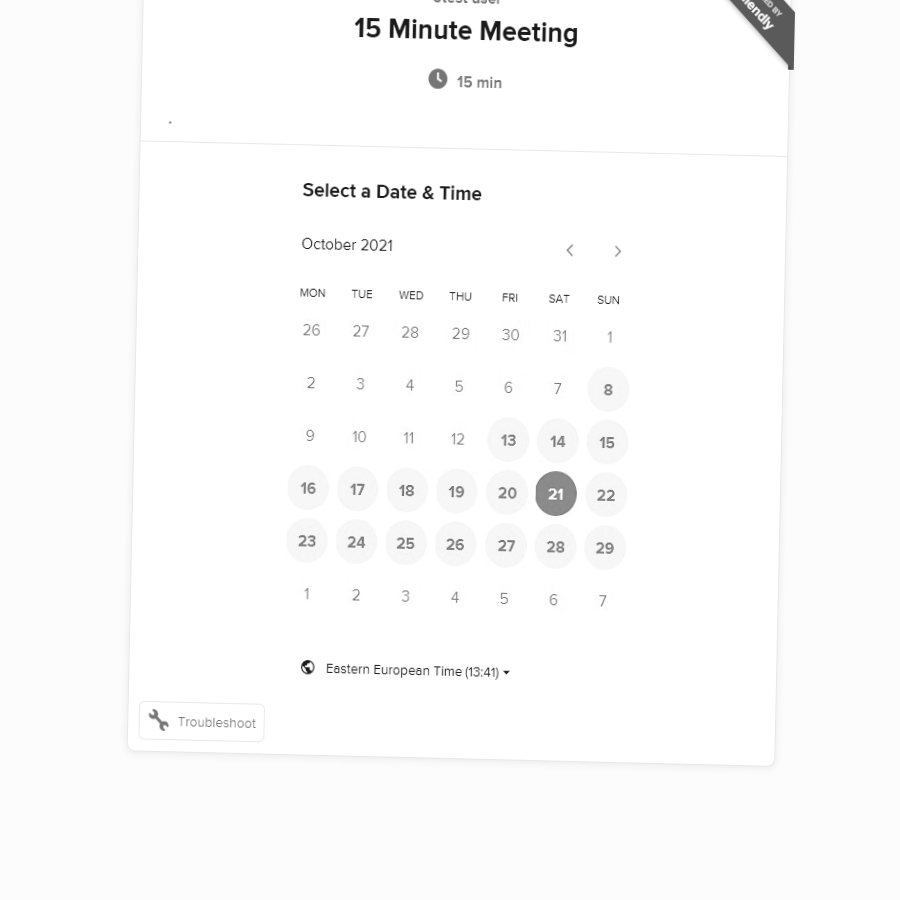 15 Minute Meeting
15 min
.
Select a Date & Time
October 2021
MON TUE WED THU FRI SAT SUN
26 27 28 29 30 31 1
2 3 4 5 6 7 8
9 10 11 12 13 14 15
16 17 18 19 20 21 22
23 24 25 26 27 28 29
1 2 3 4 5 6 7
Eastern European Time (13:41)
Troubleshoot